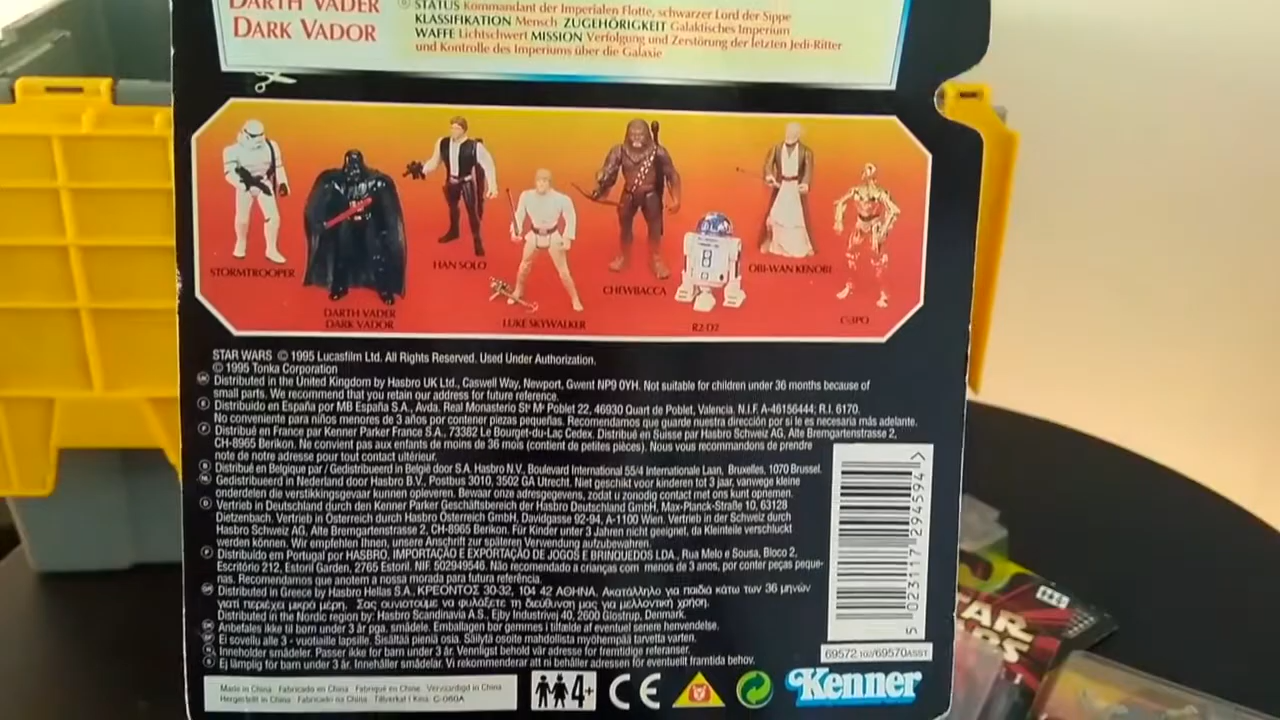 DARTH VADER
DARK VADOR
STATUS Kommandant der Imperialen Flotte, schwarzer Lord der Sippe
KLASSIFIKATION Mensch ZUGEHÖRIGKEIT Galaktisches Imperium
WAFFE Lichtschwert MISSION Verfolgung und Zerstörung der letzten Jedi-Ritter
und Kontrolle des Imperiums über die Galaxie
STORMTROOPER
DARTH VADER
DARK VADOR
HAN SOLO
LUKE SKYWALKER
CHEWBACCA
R2-D2
OBI-WAN KENOBI
C-3PO
STAR WARS © 1995 Lucasfilm Ltd. All Rights Reserved. Used Under Authorization.
© 1995 Tonka Corporation
Distributed in the United Kingdom by Hasbro UK Ltd., Caswell Way, Newport, Gwent NP9 0YH. Not suitable for children under 36 months because of
small parts. We recommend that you retain our address for future reference.
Distribuido en España por MB España S.A., Avda. Real Monasterio Stª Mª Poblet 22, 46930 Quart de Poblet, Valencia. N.I.F. A-46156444; R.I. 6170.
No conveniente para niños menores de 3 años por contener piezas pequeñas. Recomendamos que guarde nuestra dirección por si le es necesaria más adelante.
Distribué en France par Kenner Parker France S.A., 73382 Le Bourget-du-Lac Cedex. Distribué en Suisse par Hasbro Schweiz AG, Alte Bremgartenstrasse 2,
CH-8965 Berikon. Ne convient pas aux enfants de moins de 36 mois (contient de petites pièces). Nous vous recommandons de prendre
note de notre adresse pour tout contact ultérieur.
Distribué en Belgique par / Gedistribueerd in België door S.A. Hasbro N.V., Boulevard International 55/4 Internationale Laan, Bruxelles, 1070 Brussel.
Gedistribueerd in Nederland door Hasbro B.V., Postbus 3010, 3502 GA Utrecht. Niet geschikt voor kinderen tot 3 jaar, vanwege kleine
onderdelen die verstikkingsgevaar kunnen opleveren. Bewaar onze adresgegevens, zodat u zonodig contact met ons kunt opnemen.
Vertrieb in Deutschland durch den Kenner Parker Geschäftsbereich der Hasbro Deutschland GmbH, Max-Planck-Straße 10, 63128
Dietzenbach. Vertrieb in Österreich durch Hasbro Österreich GmbH, Davidgasse 92-94, A-1100 Wien. Vertrieb in der Schweiz durch
Hasbro Schweiz AG, Alte Bremgartenstrasse 2, CH-8965 Berikon. Für Kinder unter 3 Jahren nicht geeignet, da Kleinteile verschluckt
werden können. Wir empfehlen Ihnen, unsere Anschrift zur späteren Verwendung aufzubewahren.
Distribuido em Portugal por HASBRO, IMPORTAÇÃO E EXPORTAÇÃO DE JOGOS E BRINQUEDOS LDA., Rua Melo e Sousa, Bloco 2,
Escritório 212, Estoril Garden, 2765 Estoril. NIF. 502949546. Não recomendado a crianças com menos de 3 anos, por conter peças peque-
nas. Recomendamos que anotem a nossa morada para futura referência.
Distributed in Greece by Hasbro Hellas S.A., ΚΡΕΟΝΤΟΣ 30-32, 104 42 ΑΘΗΝΑ. Ακατάλληλο για παιδιά κάτω των 36 μηνών
γιατί περιέχει μικρά μέρη. Σας συνιστούμε να φυλάξετε τη διεύθυνση μας για μελλοντική χρήση.
Distributed in the Nordic region by: Hasbro Scandinavia A.S., Ejby Industrivej 40, 2600 Glostrup, Denmark.
Anbefales ikke til børn under 3 år pga. smådele. Emballagen bør gemmes i tilfælde af eventuel senere henvendelse.
Ei sovellu alle 3 - vuotiaille lapsille. Sisältää pieniä osia. Säilytä osoite mahdollista myöhempää tarvetta varten.
Inneholder smådeler. Passer ikke for barn under 3 år. Vennligst behold vår adresse for fremtidige referanser.
Ej lämplig för barn under 3 år. Innehåller smådelar. Vi rekommenderar att ni behåller adressen för eventuellt framtida behov.
5 023117 294594 >
69572.100/69570ASST
Made in China Fabricado en China Fabriqué en Chine Vervaardigd in China
Hergestellt in China Fabricado na China Tillverkat i Kina C-060A
4+
CE
Kenner